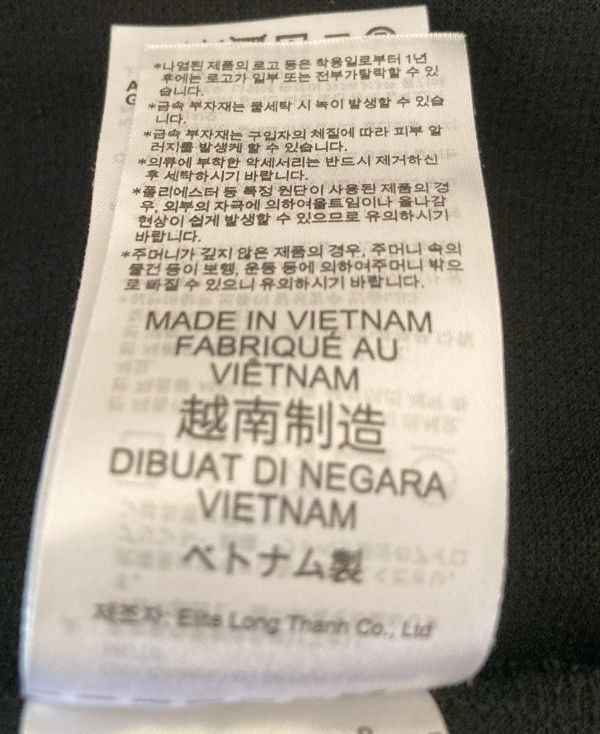 *나염된 제품의 로고 등은 착용일로부터 1년
후에는 로고가 일부 또는 전부가탈락할 수 있
습니다.
*금속 부자재는 물세탁 시 녹이 발생할 수 있습
니다.
*금속 부자재는 구입자의 체질에 따라 피부 알
러지를 발생케 할 수 있습니다.
*의류에 부착한 악세서리는 반드시 제거하신
후 세탁하시기 바랍니다.
*폴리에스터 등 특정 원단이 사용된 제품의 경
우, 외부의 자극에 의하여올트임이나 올나감
현상이 쉽게 발생할 수 있으므로 유의하시기
바랍니다.
*주머니가 깊지 않은 제품의 경우, 주머니 속의
물건 등이 보행, 운동 등에 의하여주머니 밖으
로 빠질 수 있으니 유의하시기 바랍니다.
MADE IN VIETNAM
FABRIQUÉ AU
VIÊTNAM
越南制造
DIBUAT DI NEGARA
VIETNAM
ベトナム製
제조자: Elite Long Thanh Co., Ltd